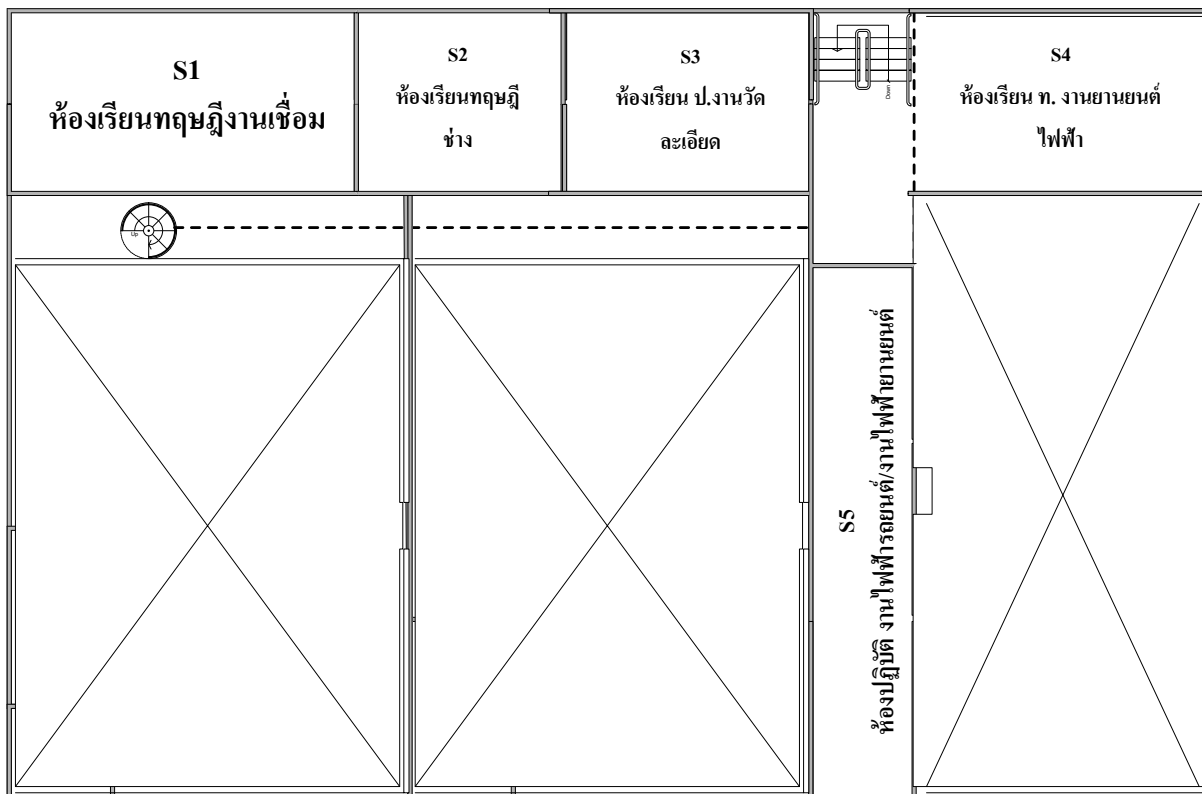 S1
ห้องเรียนทฤษฎีงานเชื่อม
S2
ห้องเรียนทฤษฎี
ช่าง
S3
ห้องเรียน ป.งานวัด
ละเอียด
S4
ห้องเรียน ท. งานยานยนต์
ไฟฟ้า
Down
Up
S5
ห้องปฏิบัติ งานไฟฟ้ารถยนต์/งานไฟฟ้ายานยนต์